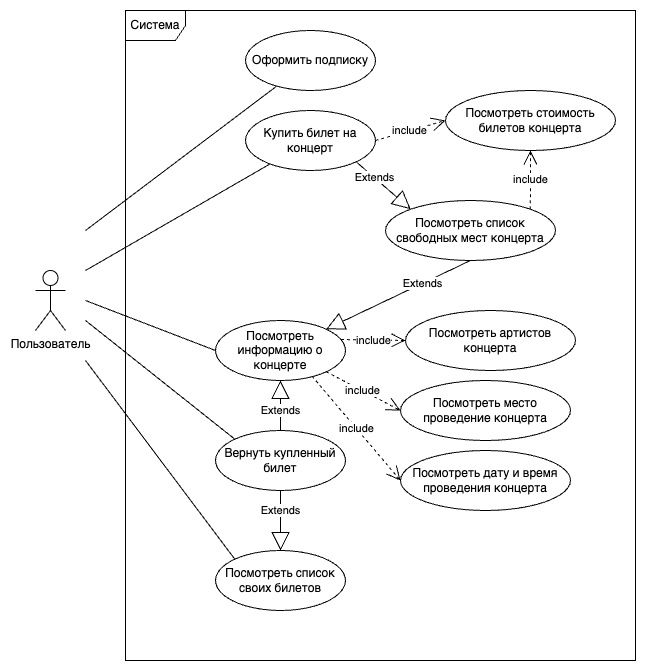 Система
Оформить подписку
Купить билет на
концерт
include
Посмотреть стоимость
билетов концерта
Extends
include
Посмотреть список
свободных мест концерта
Extends
Пользователь
Посмотреть
информацию о
концерте
include
Посмотреть артистов
концерта
include
Посмотреть место
проведение концерта
include
Посмотреть дату и время
проведения концерта
Extends
Вернуть купленный
билет
Extends
Посмотреть список
своих билетов